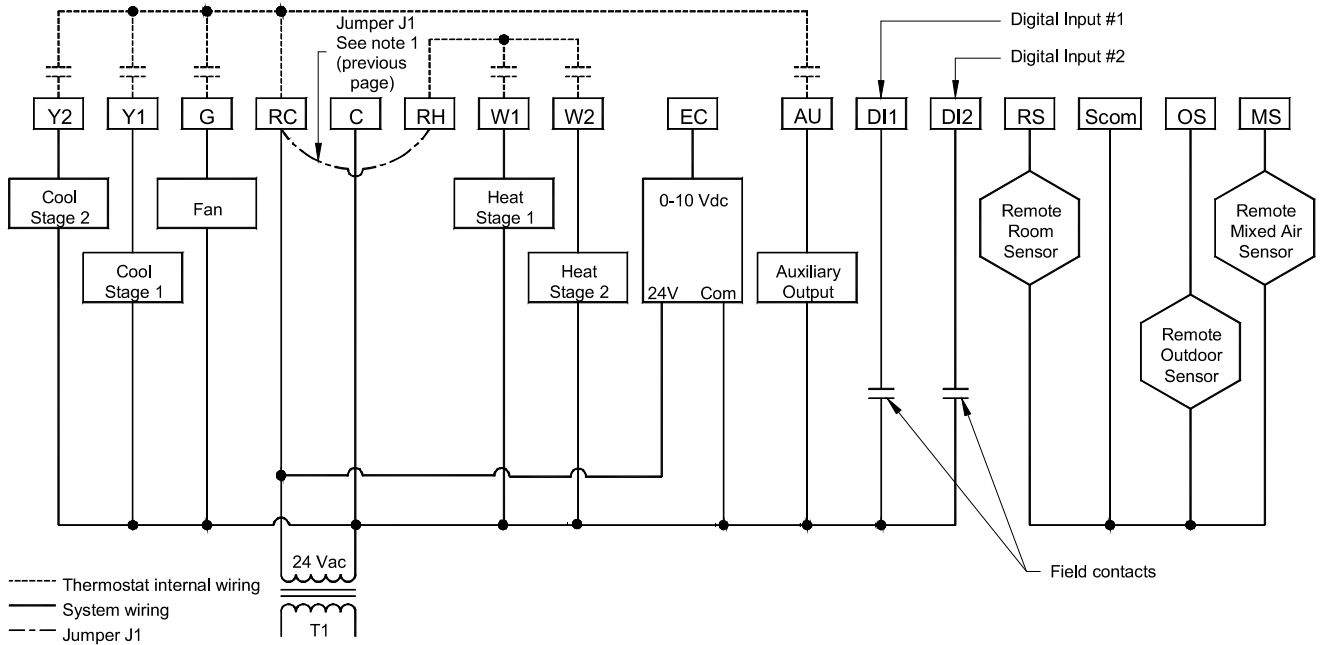 Jumper J1
See note 1
(previous
page)
Digital Input #1
Digital Input #2
Y2
Y1
G
RC
C
RH
W1
W2
EC
AU
DI1
DI2
RS
Scom
OS
MS
Cool
Stage 2
Fan
Heat
Stage 1
0-10 Vdc
24V
Com
Cool
Stage 1
Heat
Stage 2
Auxiliary
Output
Remote
Room
Sensor
Remote
Mixed Air
Sensor
Remote
Outdoor
Sensor
24 Vac
T1
Field contacts
Thermostat internal wiring
System wiring
Jumper J1